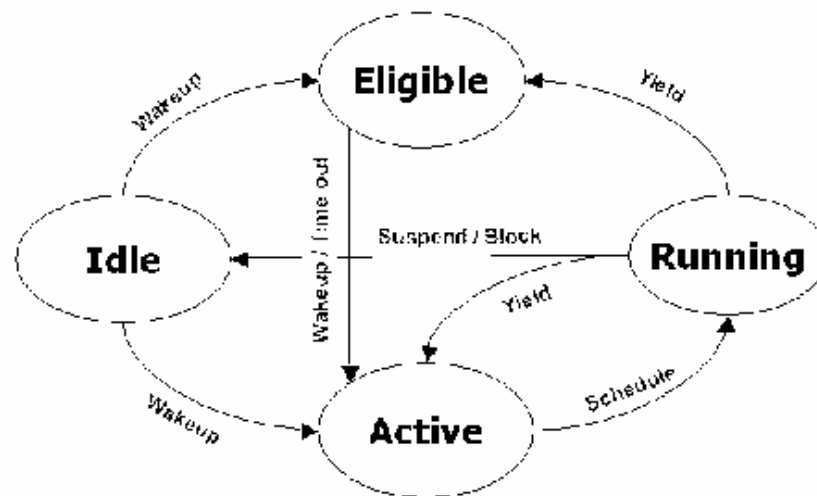 Eligible
Wakeup
Yield
Wakeup / Time out
Suspend / Block
Idle
Running
Yield
Wakeup
Active
Schedule